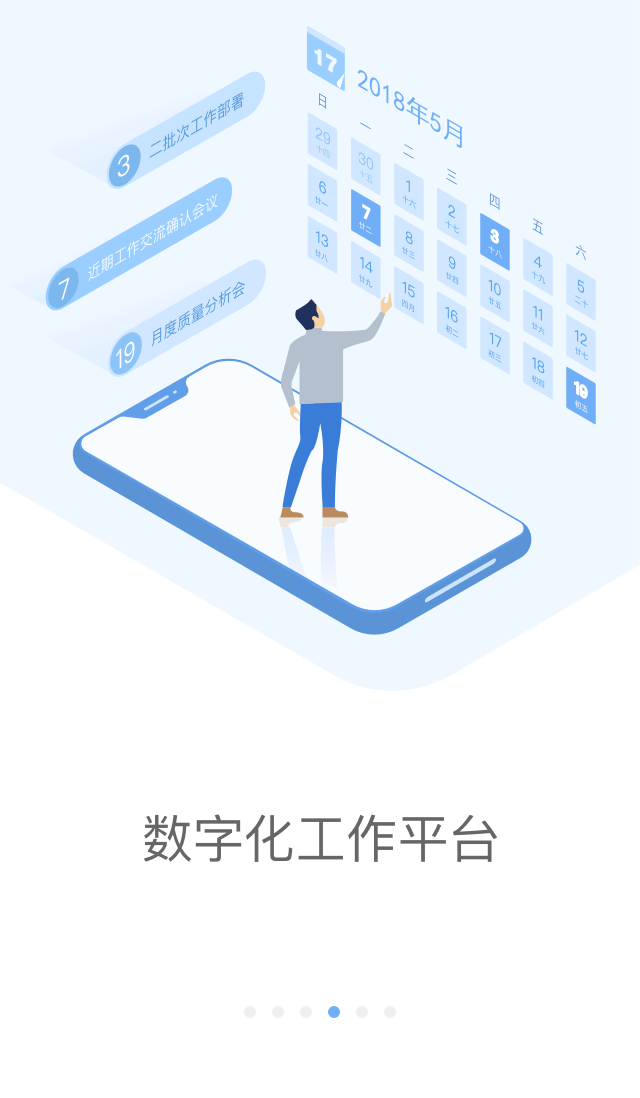 17
2018年5月
日 一 二 三 四 五 六
29 30 1 2 3 4 5
十四 十五 十六 十七 十八 十九 二十
6 7 8 9 10 11 12
廿一 廿二 廿三 廿四 廿五 廿六 廿七
13 14 15 16 17 18 19
廿八 廿九 四月 初二 初三 初四 初五
3 二批次工作部署
7 近期工作交流确认会议
19 月度质量分析会
数字化工作平台